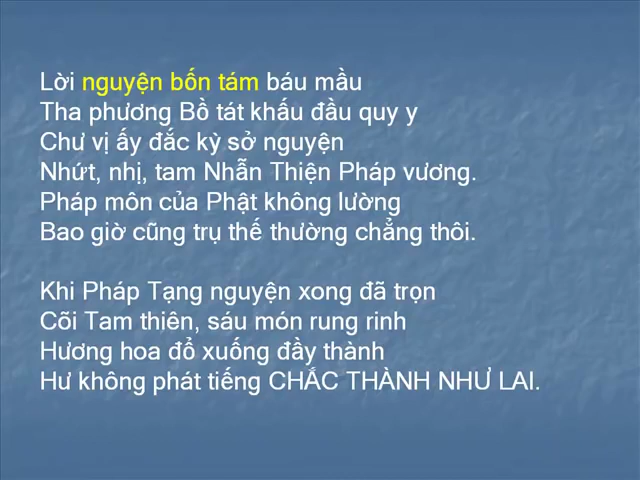 Lời nguyện bốn tám báu mầu
Tha phương Bồ tát khấu đầu quy y
Chư vị ấy đắc kỳ sở nguyện
Nhứt, nhị, tam Nhẫn Thiện Pháp vương.
Pháp môn của Phật không lường
Bao giờ cũng trụ thế thường chẳng thôi.
Khi Pháp Tạng nguyện xong đã trọn
Cõi Tam thiên, sáu món rung rinh
Hương hoa đổ xuống đầy thành
Hư không phát tiếng CHẮC THÀNH NHƯ LAI.